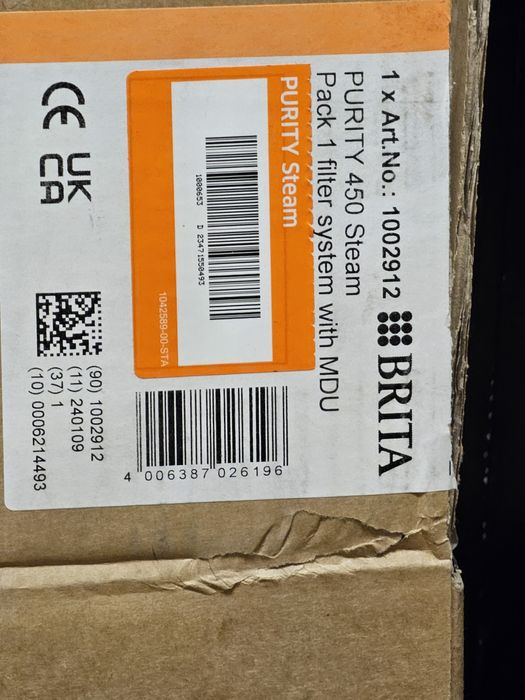 1 x Art.No.: 1002912
BRITA
PURITY 450 Steam
Pack 1 filter system with MDU
PURITY Steam
1000653 D 23471550493
1042589-00-STA
4 006387 026196
CE
UK
CA
(90) 1002912
(11) 240109
(37) 1
(10) 0006214493